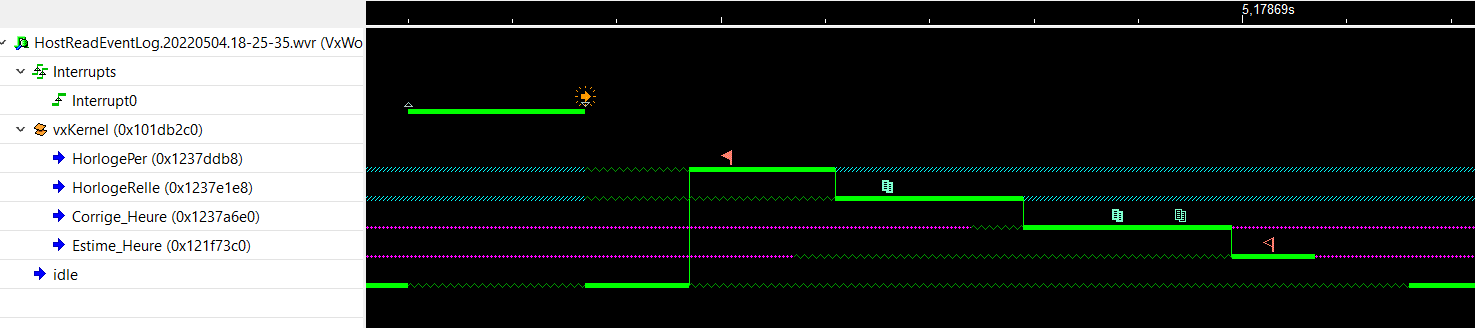 5,17869s
HostReadEventLog.20220504.18-25-35.wvr (VxWo
Interrupts
Interrupt0
vxKernel (0x101db2c0)
HorlogePer (0x1237ddb8)
HorlogeRelle (0x1237e1e8)
Corrige_Heure (0x1237a6e0)
Estime_Heure (0x121f73c0)
idle